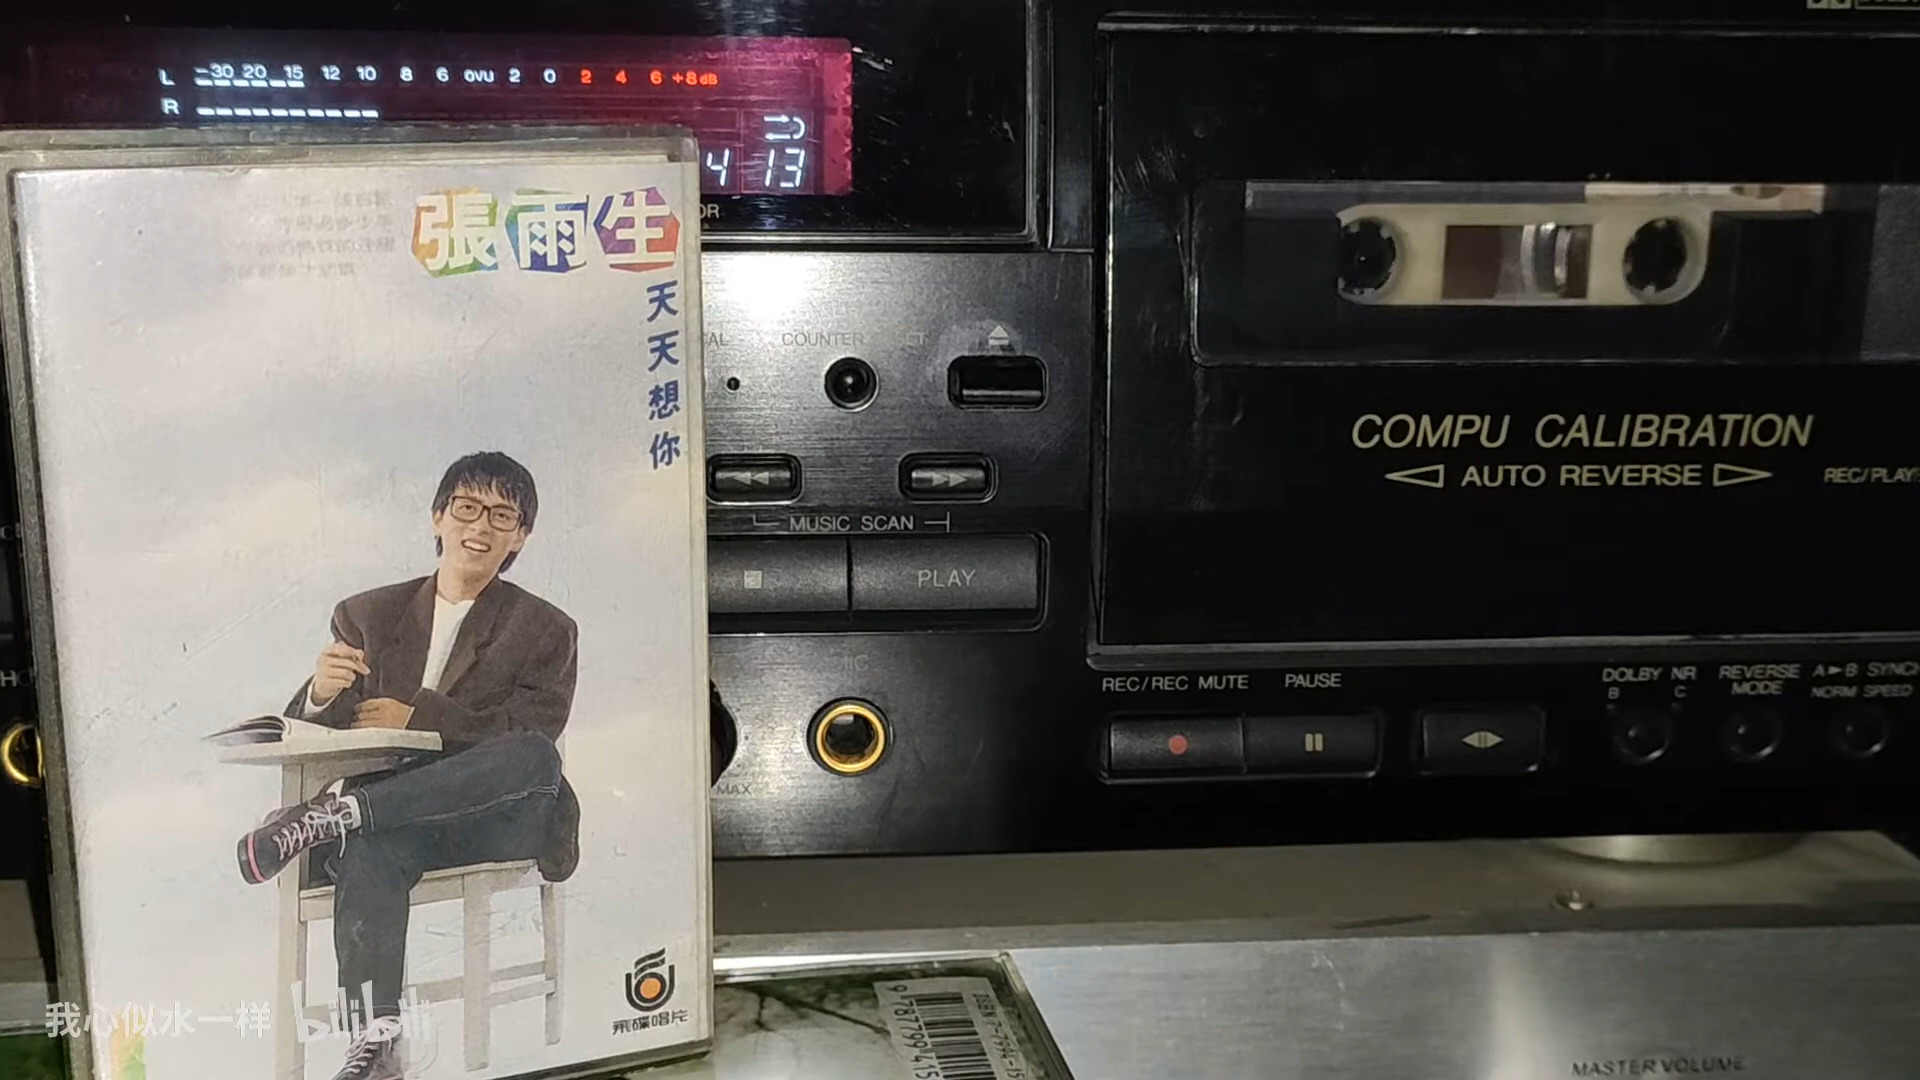 L -30 20 15 12 10 8 6 OVU 2 0 2 4 6 +8dB
R
4 13
張雨生
天天想你
COUNTER
MUSIC SCAN
PLAY
MAX
COMPU CALIBRATION
AUTO REVERSE
REC/PLAY
REC/REC MUTE PAUSE
DOLBY NR
B C
REVERSE
MODE
A►B SYNCH
NORM SPEED
飛碟唱片
我心似水一样 bilibili
MASTER VOLUME